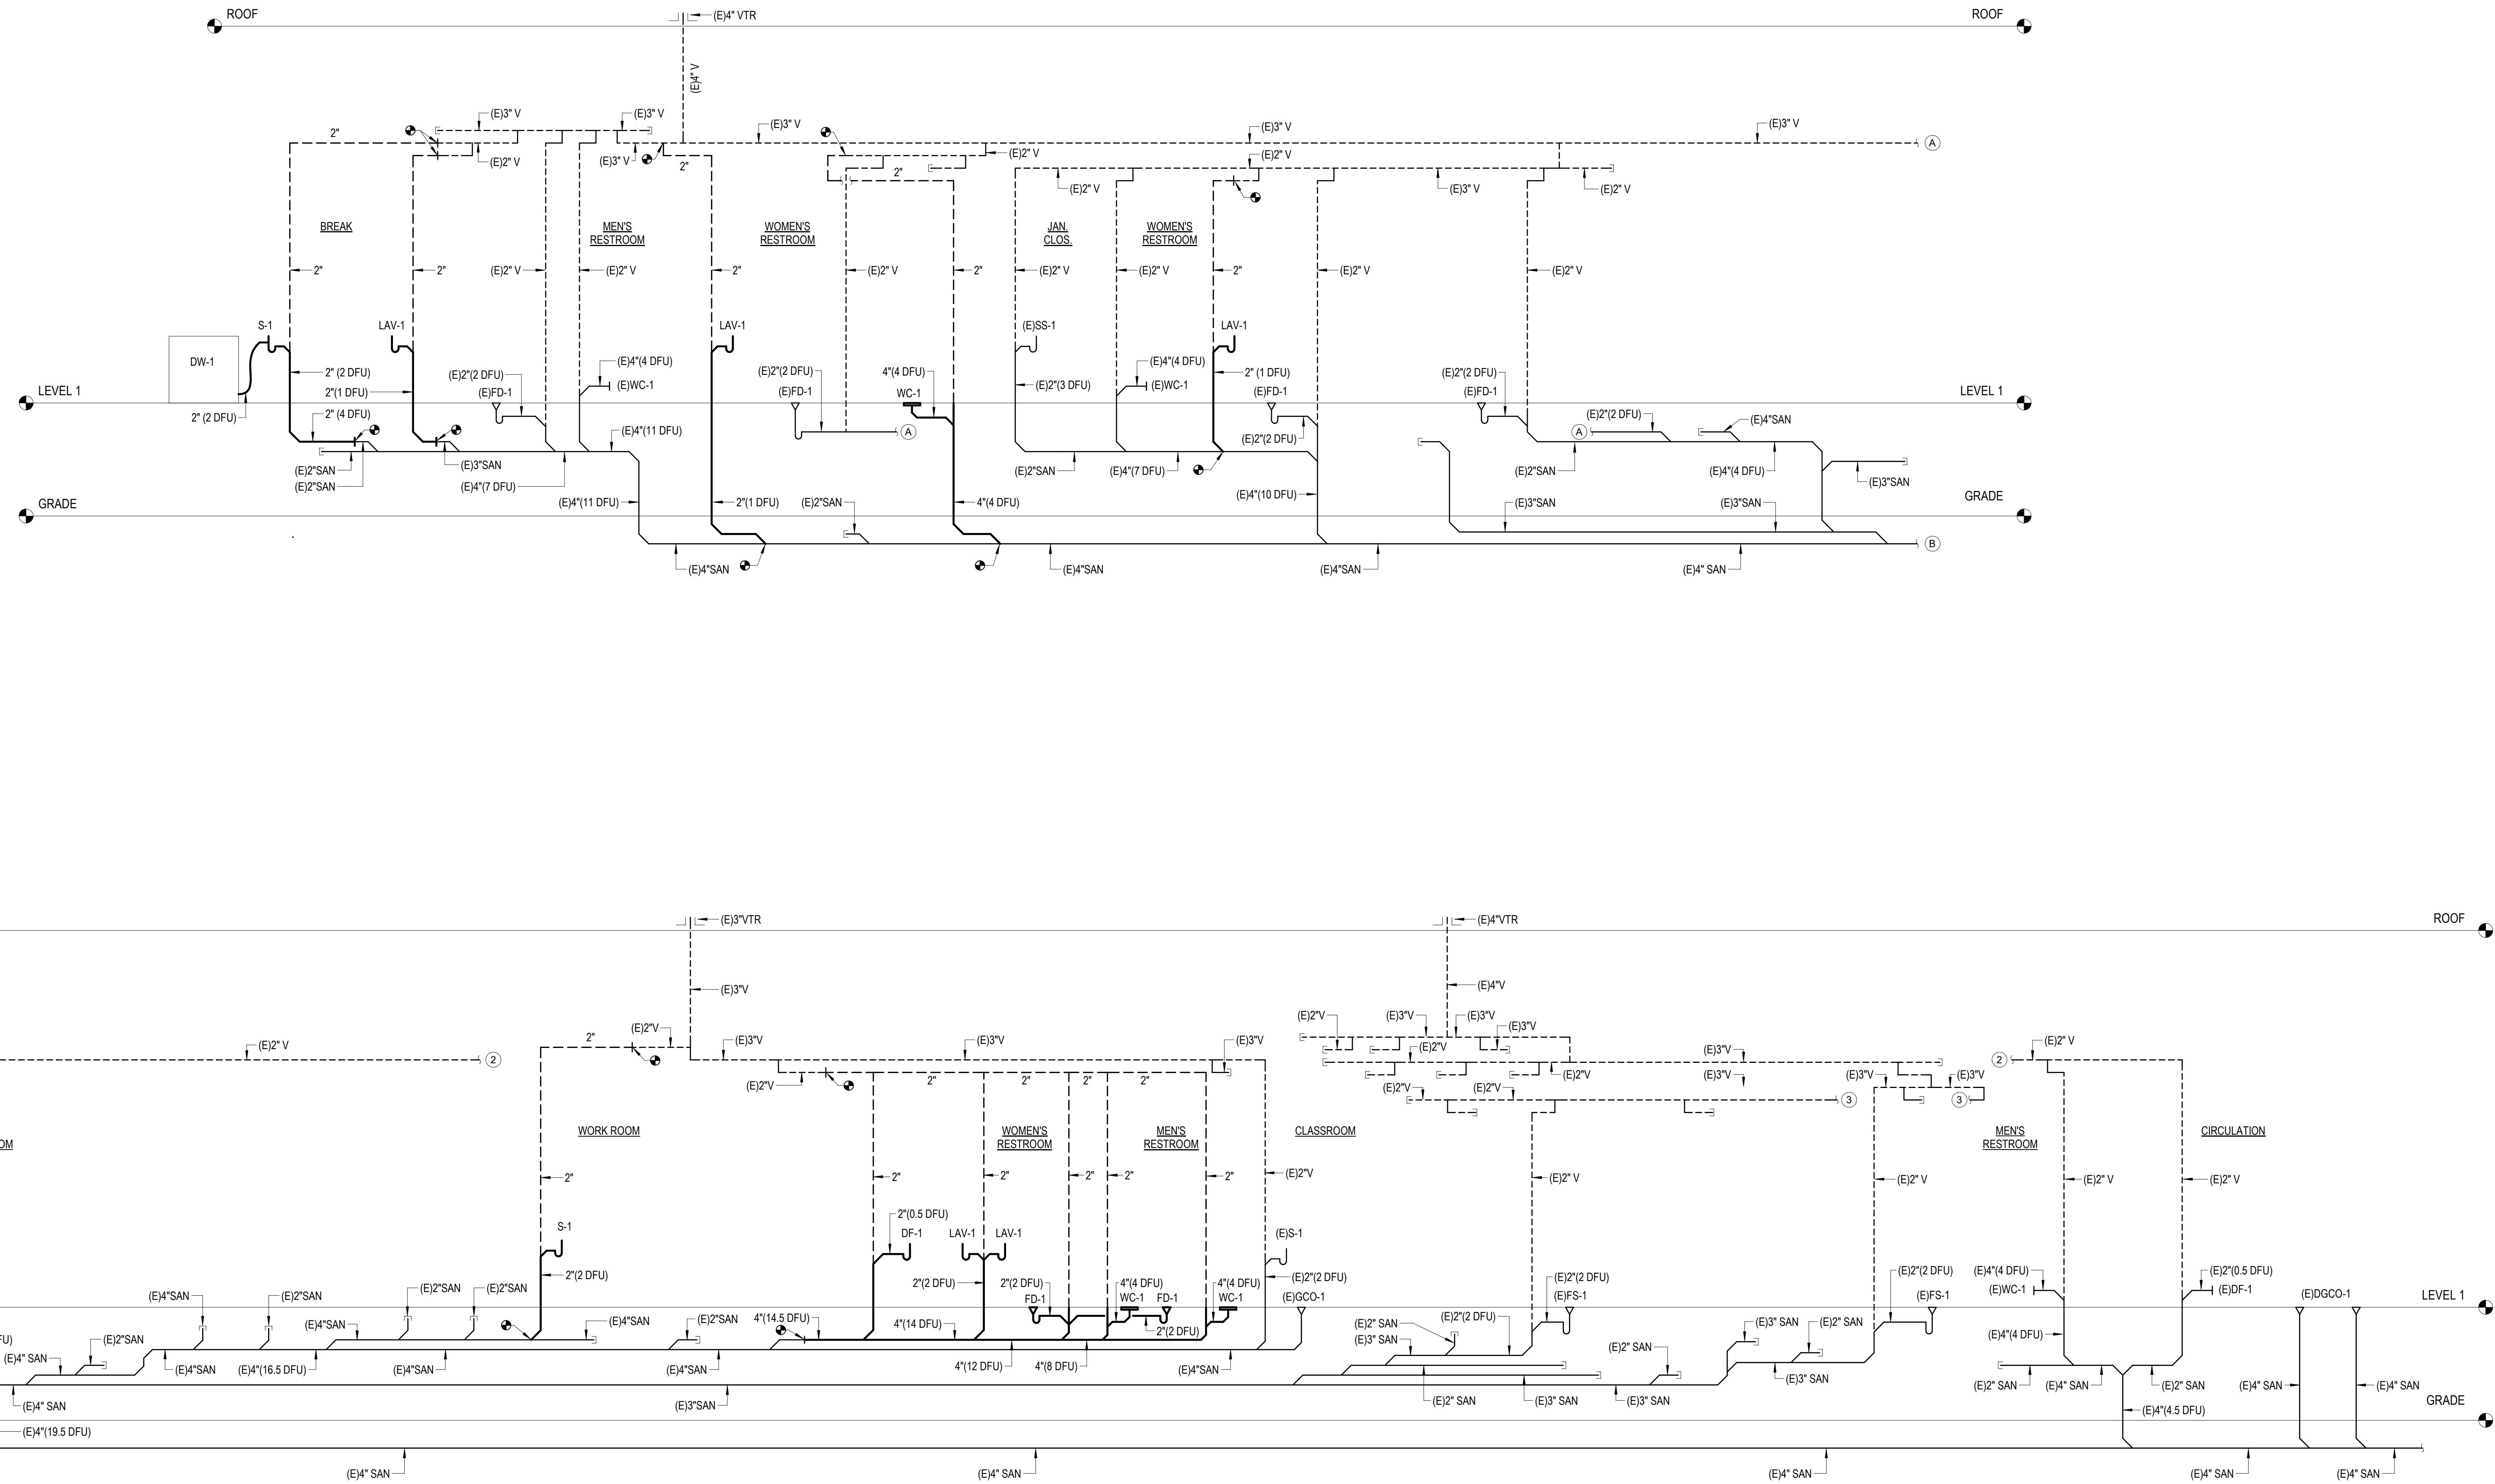 ROOF
(E)4" VTR
ROOF
(E)4" V
(E)3" V
(E)3" V
(E)3" V
(E)3" V
(E)3" V
2"
(E)2" V
(E)3" V
2"
(E)2" V
(E)2" V
2"
(E)2" V
(E)3" V
(E)2" V
A
BREAK
MEN'S
RESTROOM
WOMEN'S
RESTROOM
JAN.
CLOS.
WOMEN'S
RESTROOM
2"
2"
(E)2" V
(E)2" V
2"
(E)2" V
2"
(E)2" V
(E)2" V
2"
(E)2" V
(E)2" V
S-1
LAV-1
LAV-1
(E)SS-1
LAV-1
DW-1
2" (2 DFU)
2"(1 DFU)
(E)2"(2 DFU)
(E)4"(4 DFU)
(E)2"(2 DFU)
4"(4 DFU)
(E)4"(4 DFU)
2" (1 DFU)
(E)2"(2 DFU)
(E)FD-1
(E)WC-1
(E)FD-1
WC-1
(E)2"(3 DFU)
(E)WC-1
(E)FD-1
(E)FD-1
LEVEL 1
LEVEL 1
2" (2 DFU)
2" (4 DFU)
(E)4"(11 DFU)
A
(E)2"(2 DFU)
A
(E)2"(2 DFU)
(E)4"SAN
(E)2"SAN
(E)2"SAN
(E)3"SAN
(E)4"(7 DFU)
(E)2"SAN
(E)4"(7 DFU)
(E)2"SAN
(E)4"(4 DFU)
(E)3"SAN
GRADE
(E)4"(11 DFU)
2"(1 DFU)
(E)2"SAN
4"(4 DFU)
(E)4"(10 DFU)
(E)3"SAN
(E)3"SAN
GRADE
B
(E)4"SAN
(E)4"SAN
(E)4"SAN
(E)4" SAN
(E)3"VTR
(E)4"VTR
ROOF
(E)3"V
(E)4"V
(E)2" V
2
2"
(E)2"V
(E)3"V
(E)3"V
(E)3"V
(E)2"V
(E)3"V
(E)3"V
(E)3"V
(E)2"V
(E)3"V
2
(E)2" V
(E)2"V
2"
2"
2"
2"
(E)2"V
(E)2"V
(E)2"V
(E)3"V
(E)3"V
(E)3"V
3
3
OM
WORK ROOM
WOMEN'S
RESTROOM
MEN'S
RESTROOM
CLASSROOM
MEN'S
RESTROOM
CIRCULATION
2"
2"
2"
2"
2"
2"
(E)2"V
(E)2" V
(E)2" V
(E)2" V
(E)2" V
S-1
2"(0.5 DFU)
DF-1
LAV-1
LAV-1
(E)S-1
2"(2 DFU)
2"(2 DFU)
2"(2 DFU)
FD-1
4"(4 DFU)
WC-1
FD-1
4"(4 DFU)
WC-1
(E)2"(2 DFU)
(E)GCO-1
(E)2"(2 DFU)
(E)FS-1
(E)2"(2 DFU)
(E)FS-1
(E)4"(4 DFU)
(E)WC-1
(E)2"(0.5 DFU)
(E)DF-1
(E)DGCO-1
LEVEL 1
(E)4"SAN
(E)2"SAN
(E)2"SAN
(E)2"SAN
(E)4"SAN
(E)4"SAN
(E)2"SAN
4"(14.5 DFU)
4"(14 DFU)
2"(2 DFU)
(E)2" SAN
(E)2"(2 DFU)
(E)3" SAN
(E)3" SAN
(E)2" SAN
(E)4"(4 DFU)
FU)
(E)2"SAN
(E)4" SAN
(E)4"SAN
(E)4"(16.5 DFU)
(E)4"SAN
(E)4"SAN
4"(12 DFU)
4"(8 DFU)
(E)4"SAN
(E)2" SAN
(E)3" SAN
(E)2" SAN
(E)4" SAN
(E)2" SAN
(E)4" SAN
(E)4" SAN
(E)4" SAN
(E)3"SAN
(E)2" SAN
(E)3" SAN
(E)3" SAN
(E)4"(4.5 DFU)
GRADE
(E)4"(19.5 DFU)
(E)4" SAN
(E)4" SAN
(E)4" SAN
(E)4" SAN
(E)4" SAN